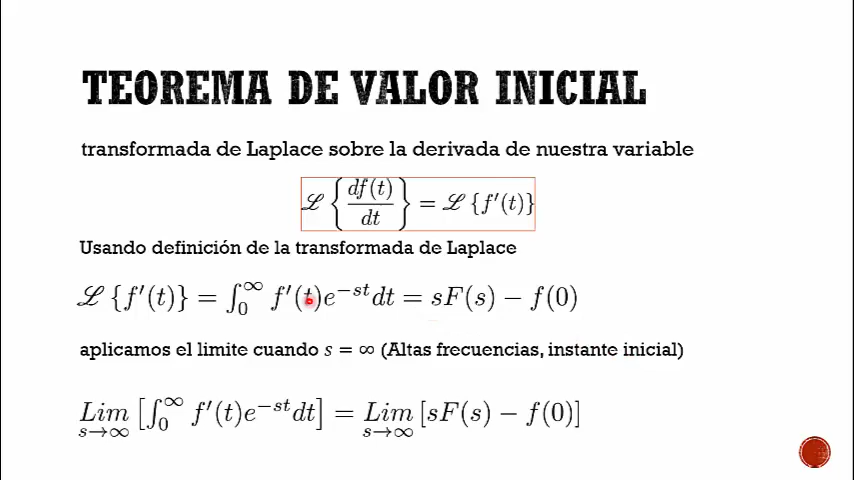 TEOREMA DE VALOR INICIAL
transformada de Laplace sobre la derivada de nuestra variable
ℒ {df(t)/dt} = ℒ {f′(t)}
Usando definición de la transformada de Laplace
ℒ {f′(t)} = ∫₀^∞ f′(t)e^{−st}dt = sF(s) − f(0)
aplicamos el limite cuando s = ∞ (Altas frecuencias, instante inicial)
Lim_{s→∞} [∫₀^∞ f′(t)e^{−st}dt] = Lim_{s→∞} [sF(s) − f(0)]